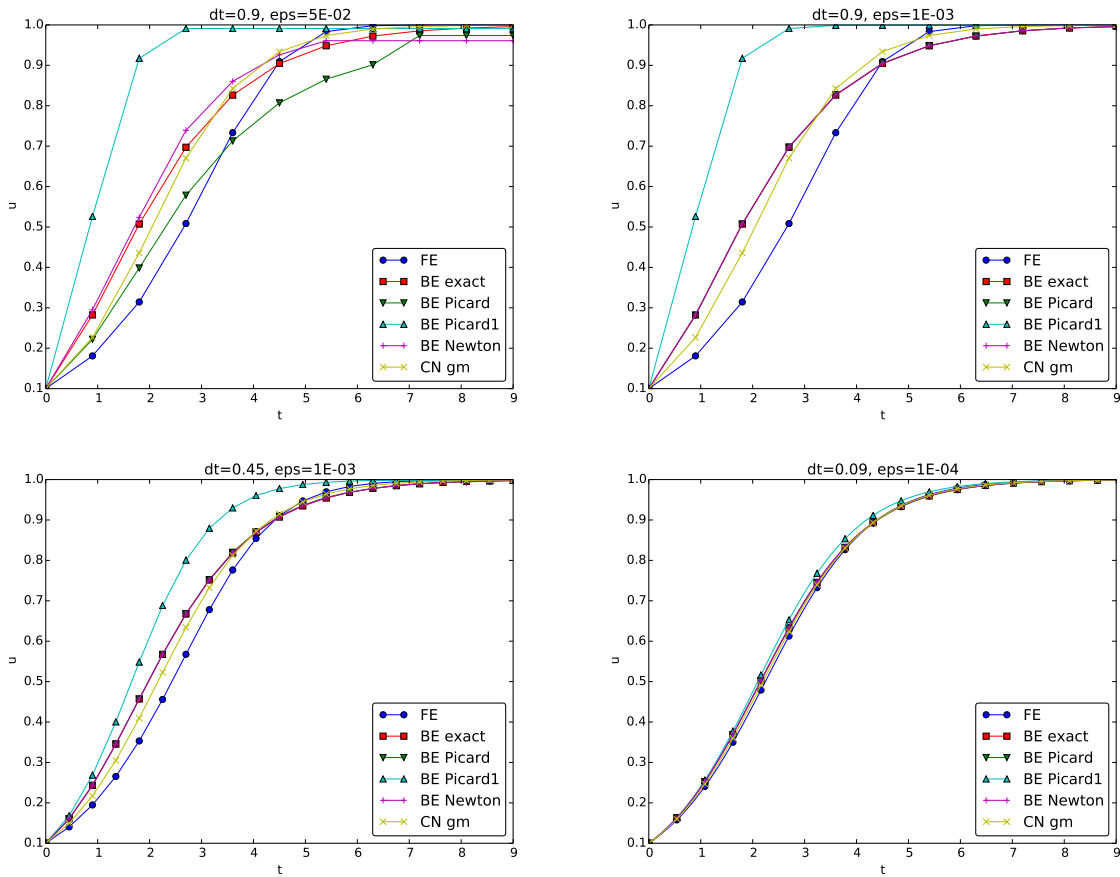 dt=0.9, eps=5E-02
1.0
0.9
0.8
0.7
0.6
0.5
0.4
0.3
0.2
0.1
u
0 1 2 3 4 5 6 7 8 9
t
FE
BE exact
BE Picard
BE Picard1
BE Newton
CN gm
dt=0.9, eps=1E-03
1.0
0.9
0.8
0.7
0.6
0.5
0.4
0.3
0.2
0.1
u
0 1 2 3 4 5 6 7 8 9
t
FE
BE exact
BE Picard
BE Picard1
BE Newton
CN gm
dt=0.45, eps=1E-03
1.0
0.9
0.8
0.7
0.6
0.5
0.4
0.3
0.2
0.1
u
0 1 2 3 4 5 6 7 8 9
t
FE
BE exact
BE Picard
BE Picard1
BE Newton
CN gm
dt=0.09, eps=1E-04
1.0
0.9
0.8
0.7
0.6
0.5
0.4
0.3
0.2
0.1
u
0 1 2 3 4 5 6 7 8 9
t
FE
BE exact
BE Picard
BE Picard1
BE Newton
CN gm